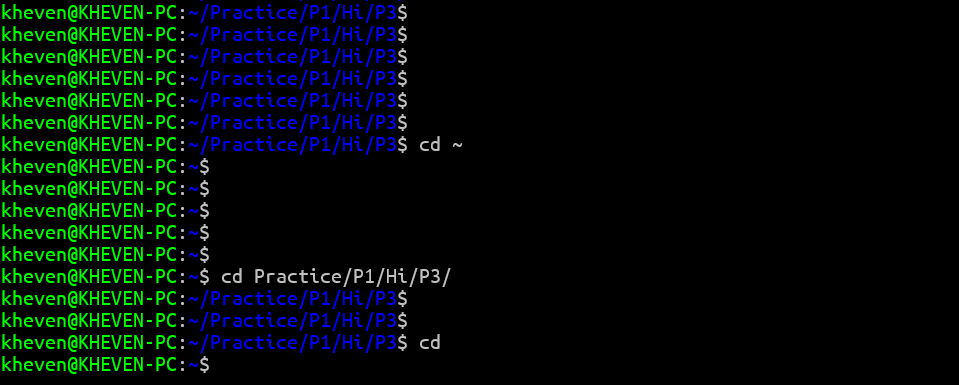 kheven@KHEVEN-PC:~/Practice/P1/Hi/P3$
kheven@KHEVEN-PC:~/Practice/P1/Hi/P3$
kheven@KHEVEN-PC:~/Practice/P1/Hi/P3$
kheven@KHEVEN-PC:~/Practice/P1/Hi/P3$
kheven@KHEVEN-PC:~/Practice/P1/Hi/P3$
kheven@KHEVEN-PC:~/Practice/P1/Hi/P3$
kheven@KHEVEN-PC:~/Practice/P1/Hi/P3$ cd ~
kheven@KHEVEN-PC:~$
kheven@KHEVEN-PC:~$
kheven@KHEVEN-PC:~$
kheven@KHEVEN-PC:~$
kheven@KHEVEN-PC:~$
kheven@KHEVEN-PC:~$ cd Practice/P1/Hi/P3/
kheven@KHEVEN-PC:~/Practice/P1/Hi/P3$
kheven@KHEVEN-PC:~/Practice/P1/Hi/P3$
kheven@KHEVEN-PC:~/Practice/P1/Hi/P3$ cd
kheven@KHEVEN-PC:~$